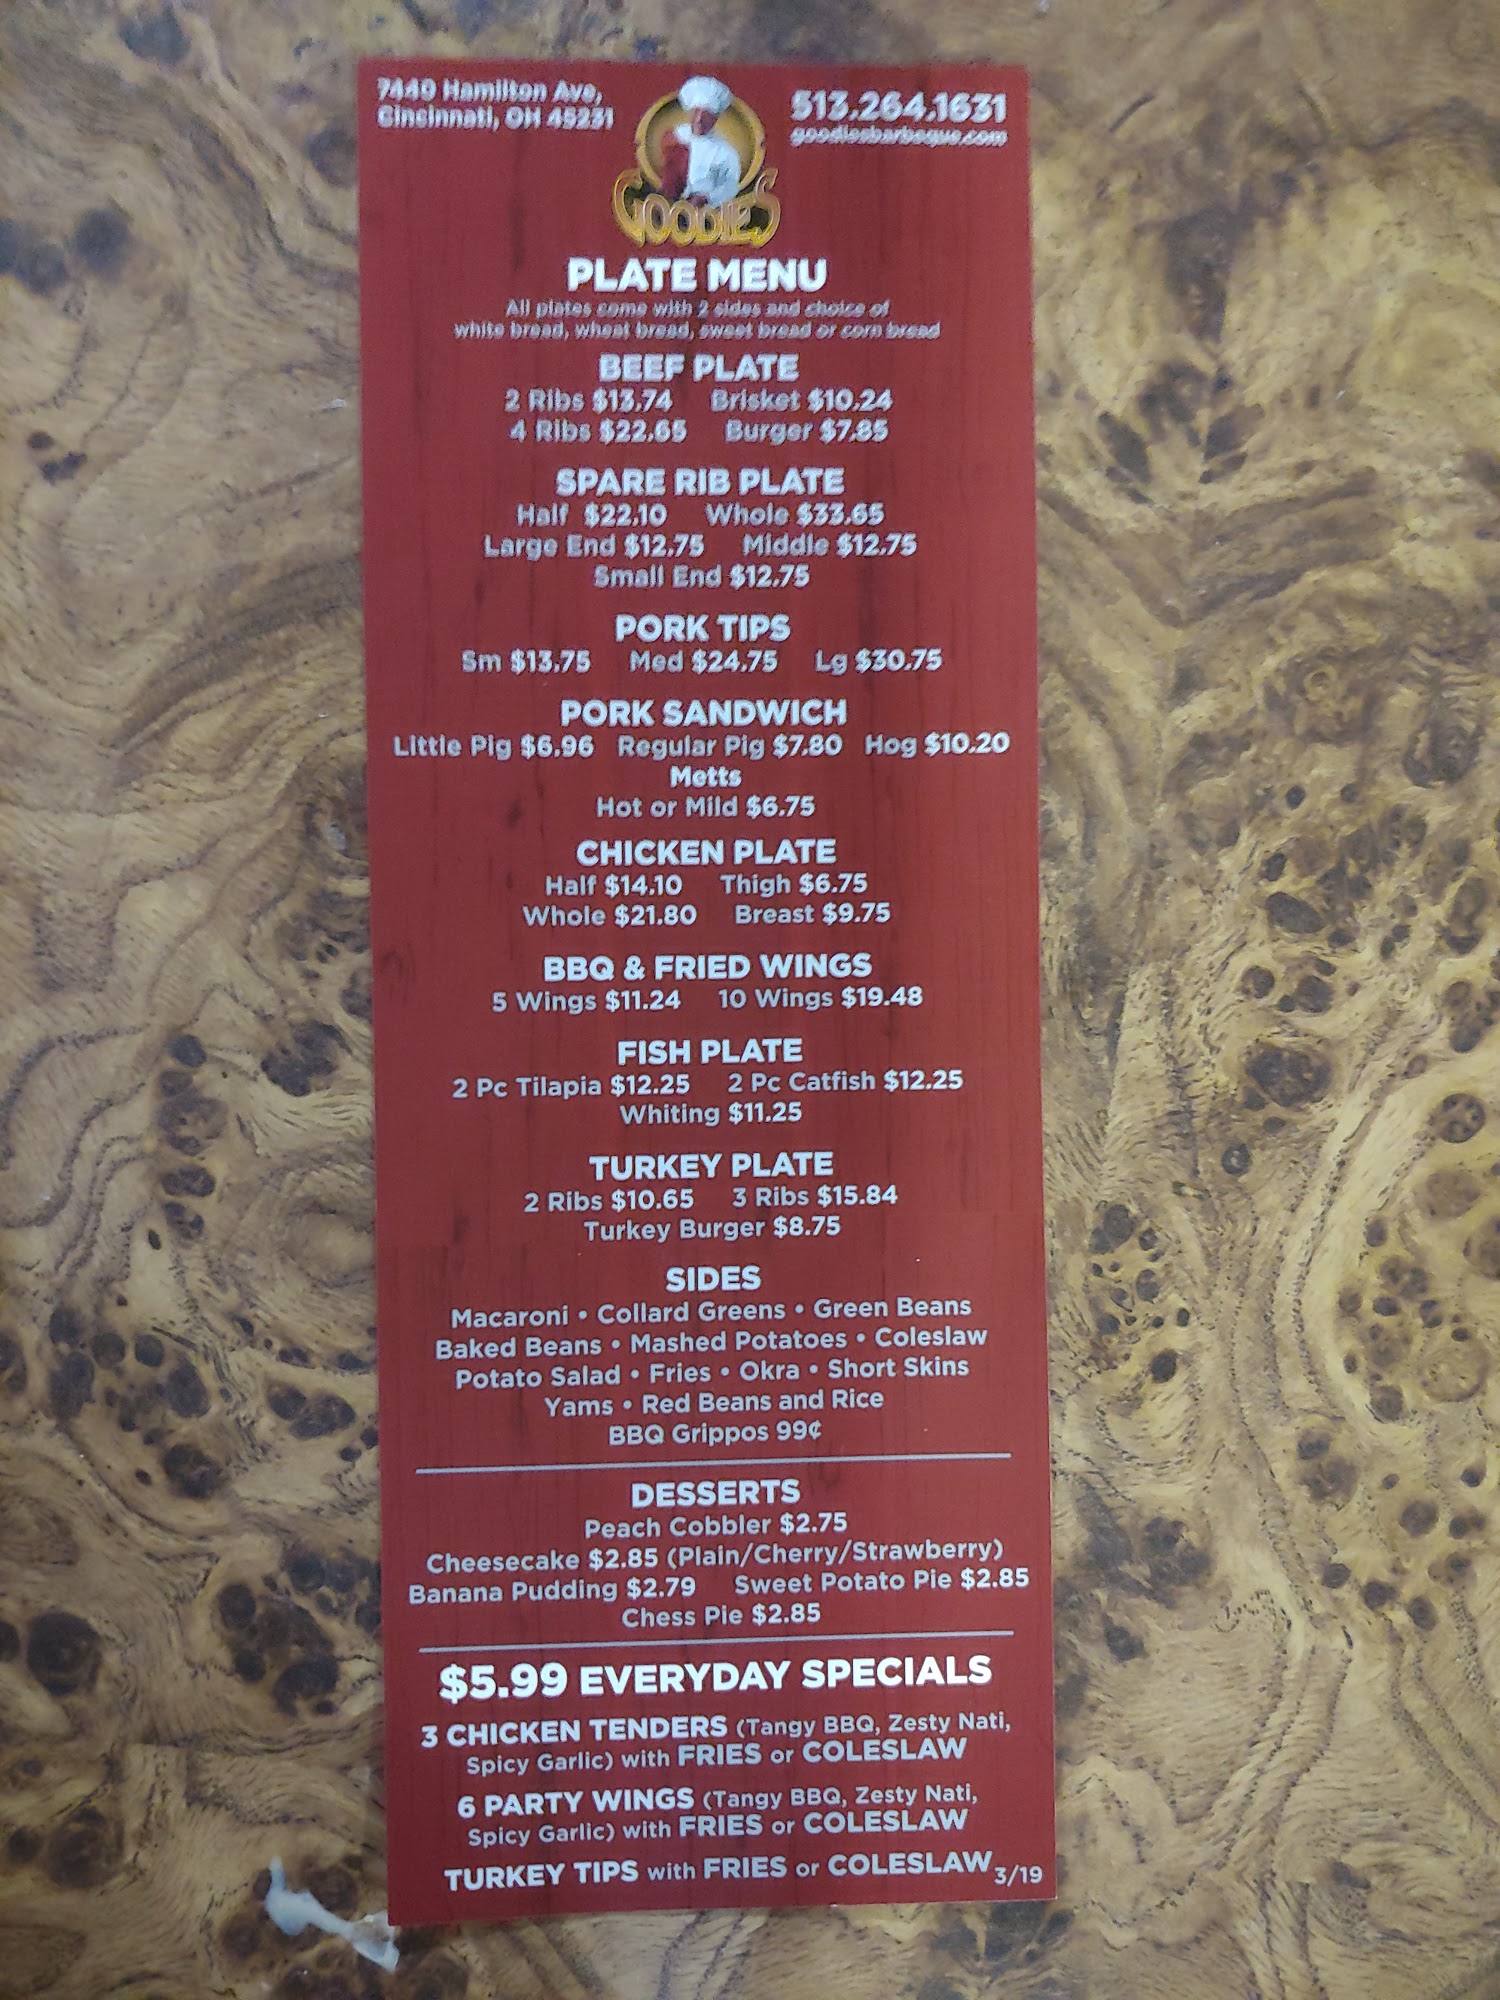 7440 Hamilton Ave,
Cincinnati, OH 45231
513.264.1631
goodiesbarbeque.com
GOODIES
PLATE MENU
All plates come with 2 sides and choice of
white bread, wheat bread, sweet bread or corn bread
BEEF PLATE
2 Ribs $13.74 Brisket $10.24
4 Ribs $22.65 Burger $7.85
SPARE RIB PLATE
Half $22.10 Whole $33.65
Large End $12.75 Middle $12.75
Small End $12.75
PORK TIPS
Sm $13.75 Med $24.75 Lg $30.75
PORK SANDWICH
Little Pig $6.96 Regular Pig $7.80 Hog $10.20
Metts
Hot or Mild $6.75
CHICKEN PLATE
Half $14.10 Thigh $6.75
Whole $21.80 Breast $9.75
BBQ & FRIED WINGS
5 Wings $11.24 10 Wings $19.48
FISH PLATE
2 Pc Tilapia $12.25 2 Pc Catfish $12.25
Whiting $11.25
TURKEY PLATE
2 Ribs $10.65 3 Ribs $15.84
Turkey Burger $8.75
SIDES
Macaroni • Collard Greens • Green Beans
Baked Beans • Mashed Potatoes • Coleslaw
Potato Salad • Fries • Okra • Short Skins
Yams • Red Beans and Rice
BBQ Grippos 99¢
DESSERTS
Peach Cobbler $2.75
Cheesecake $2.85 (Plain/Cherry/Strawberry)
Banana Pudding $2.79 Sweet Potato Pie $2.85
Chess Pie $2.85
$5.99 EVERYDAY SPECIALS
3 CHICKEN TENDERS (Tangy BBQ, Zesty Nati,
Spicy Garlic) with FRIES or COLESLAW
6 PARTY WINGS (Tangy BBQ, Zesty Nati,
Spicy Garlic) with FRIES or COLESLAW
TURKEY TIPS with FRIES or COLESLAW 3/19